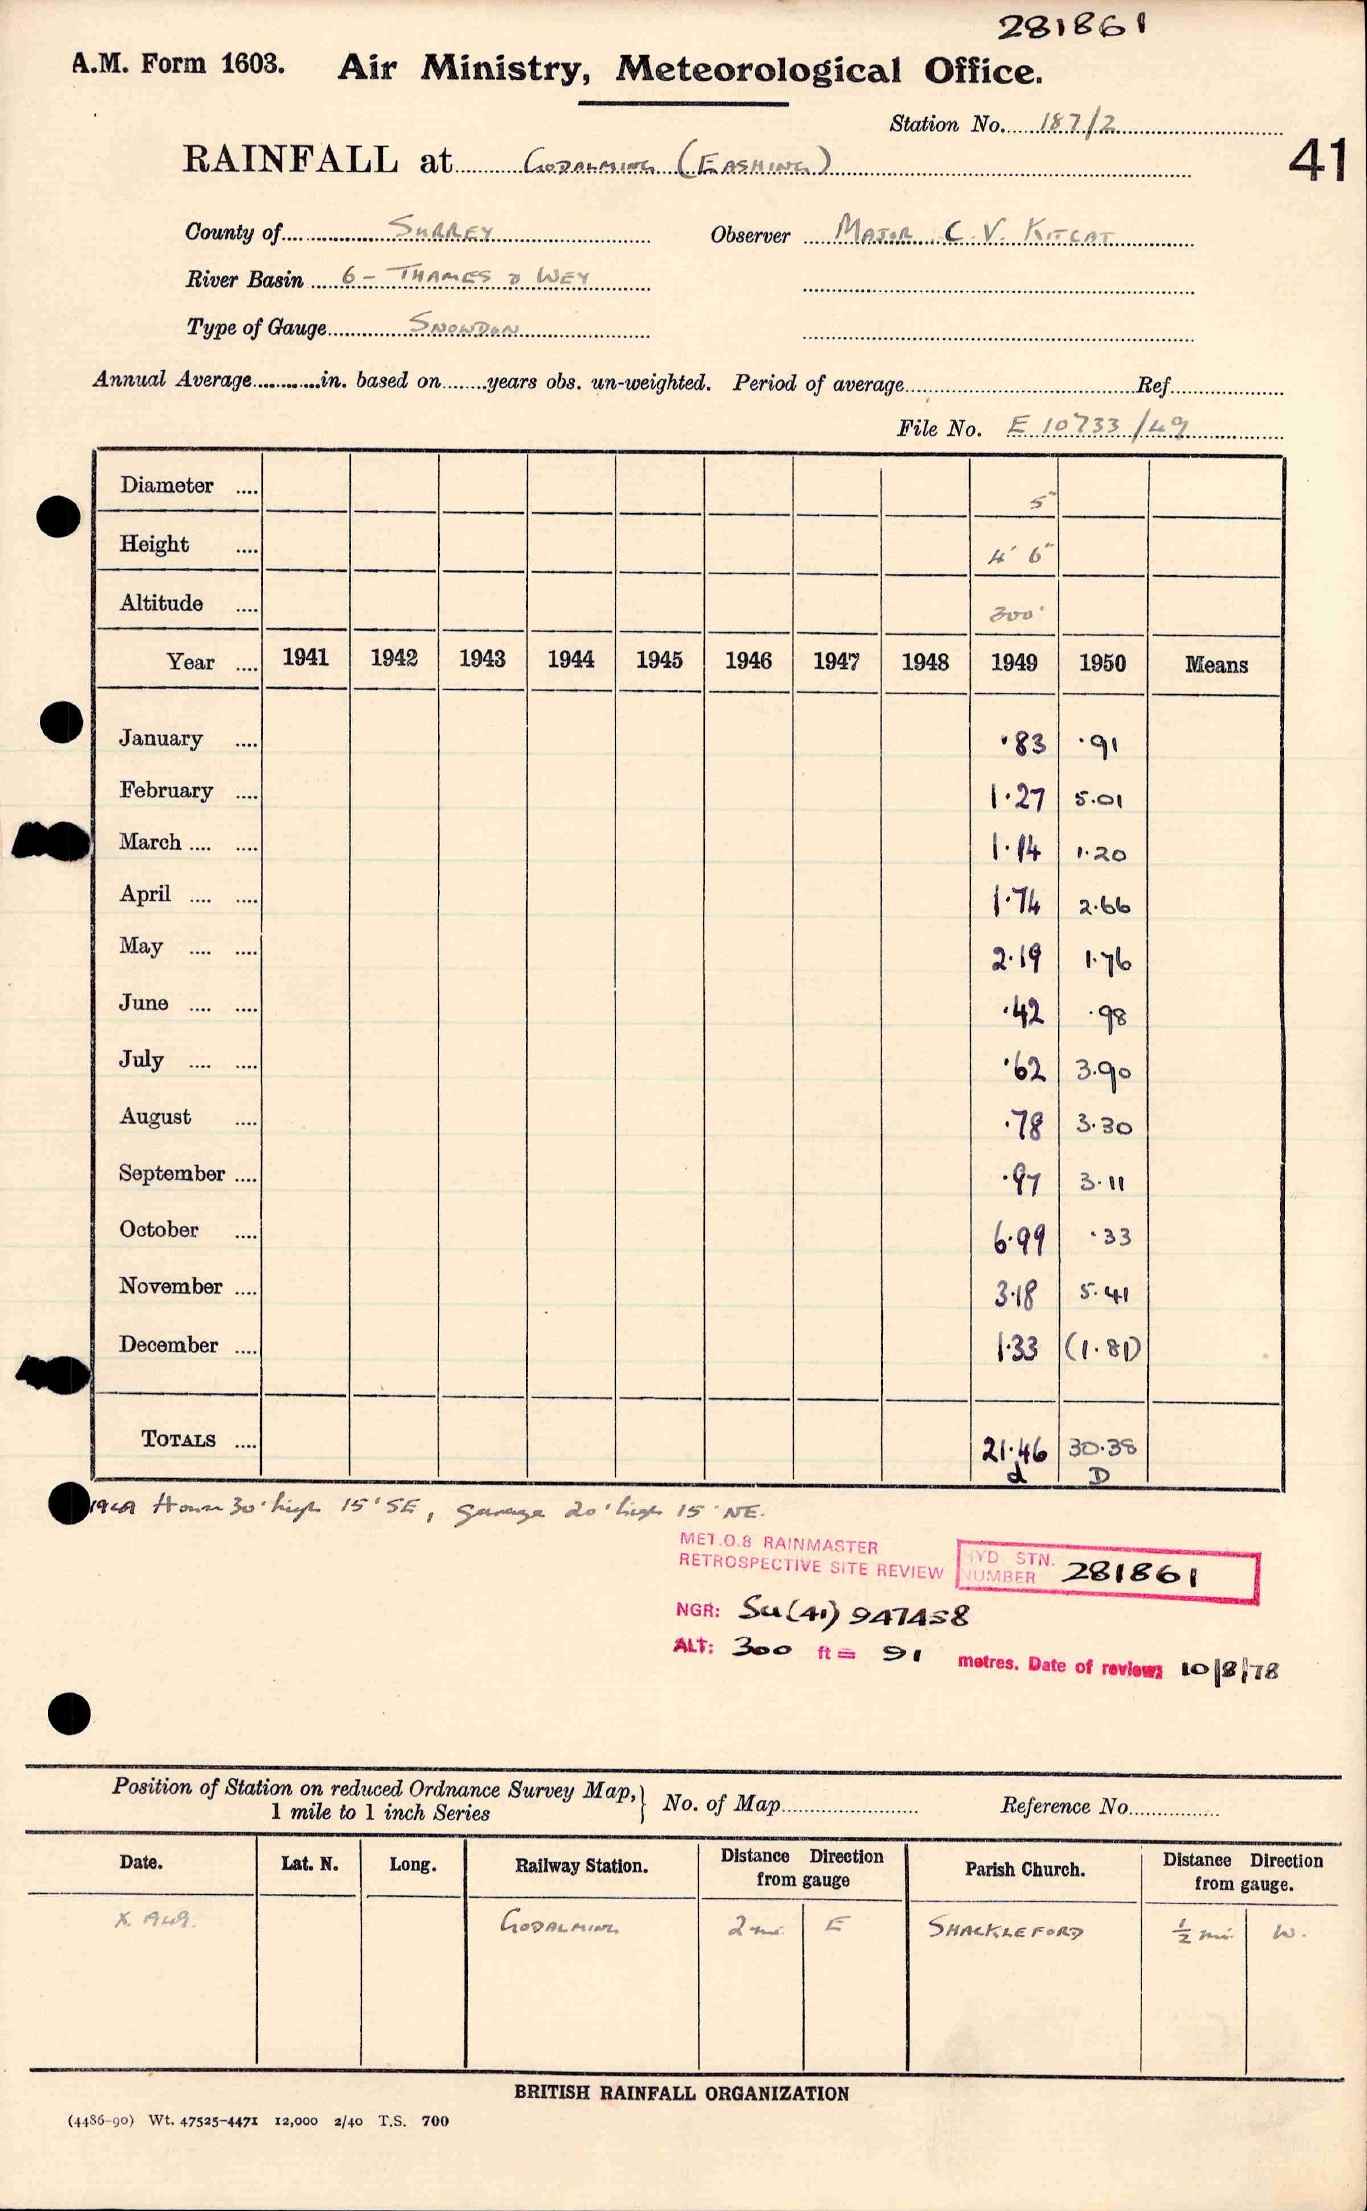 281861
A.M. Form 1603. Air Ministry, Meteorological Office.
Station No. 187/2
41
RAINFALL at GODALMING (EASHING)
County of SURREY Observer MAJOR C. V. KITCAT
River Basin 6 - THAMES & WEY
Type of Gauge SNOWDON
Annual Average............in. based on........years obs. un-weighted. Period of average............Ref............
File No. E 10733/49
Diameter .... 5"
Height .... 4' 6"
Altitude .... 300'
Year .... 1941 1942 1943 1944 1945 1946 1947 1948 1949 1950 Means
January .... ·83 ·91
February .... 1·27 5·01
March .... .... 1·14 1·20
April .... .... 1·74 2·66
May .... .... 2·19 1·76
June .... .... ·42 ·98
July .... .... ·62 3·90
August .... ·78 3·30
September .... ·97 3·11
October .... 6·99 ·33
November .... 3·18 5·41
December .... 1·33 (1·81)
TOTALS .... 21·46 30·38
d D
1949 House 30' high 15' SE, garage 20' high 15' NE.
MET.O.8 RAINMASTER
RETROSPECTIVE SITE REVIEW
HYD STN. NUMBER 281861
NGR: SU (41) 947458
ALT: 300 ft = 91 metres. Date of review: 10/8/78
Position of Station on reduced Ordnance Survey Map,
1 mile to 1 inch Series } No. of Map............ Reference No............
Date. Lat. N. Long. Railway Station. Distance Direction from gauge Parish Church. Distance Direction from gauge.
X. 1949. GODALMING 2 mi. E SHACKLEFORD ½ mi. W.
BRITISH RAINFALL ORGANIZATION
(4486-90) Wt. 47525-4471 12,000 2/40 T.S. 700